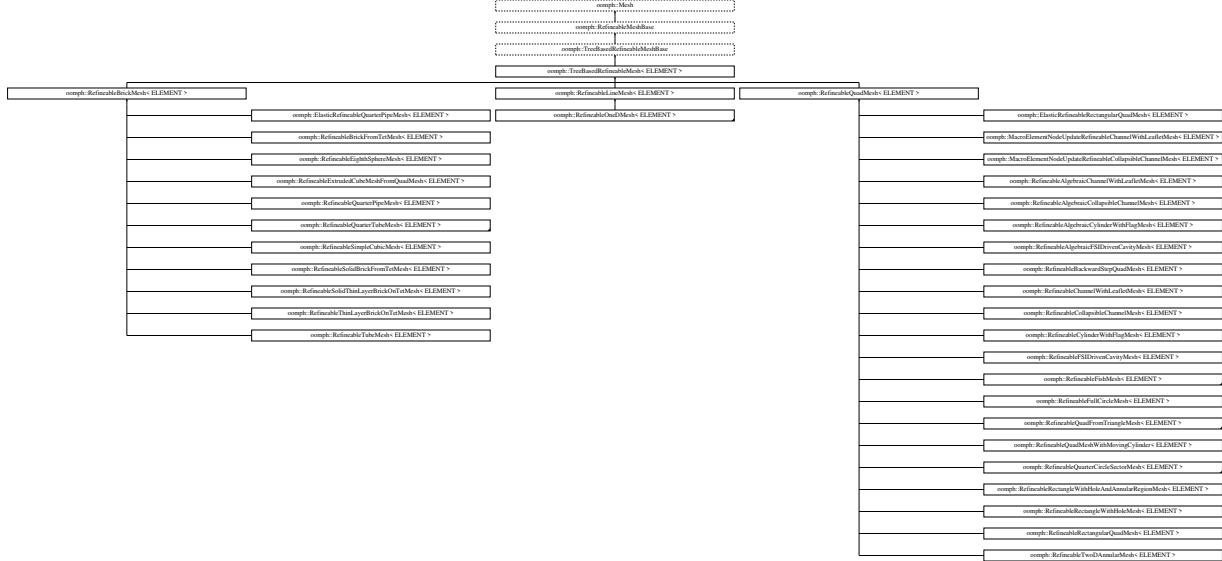 oomph::Mesh
oomph::RefineableMeshBase
oomph::TreeBasedRefineableMeshBase
oomph::TreeBasedRefineableMesh< ELEMENT >
oomph::RefineableBrickMesh< ELEMENT >
oomph::RefineableLineMesh< ELEMENT >
oomph::RefineableQuadMesh< ELEMENT >
oomph::ElasticRefineableQuarterPipeMesh< ELEMENT >
oomph::RefineableBrickFromTetMesh< ELEMENT >
oomph::RefineableEighthSphereMesh< ELEMENT >
oomph::RefineableExtrudedCubeMeshFromQuadMesh< ELEMENT >
oomph::RefineableQuarterPipeMesh< ELEMENT >
oomph::RefineableQuarterTubeMesh< ELEMENT >
oomph::RefineableSimpleCubicMesh< ELEMENT >
oomph::RefineableSolidBrickFromTetMesh< ELEMENT >
oomph::RefineableSolidThinLayerBrickOnTetMesh< ELEMENT >
oomph::RefineableThinLayerBrickOnTetMesh< ELEMENT >
oomph::RefineableTubeMesh< ELEMENT >
oomph::RefineableOneDMesh< ELEMENT >
oomph::ElasticRefineableRectangularQuadMesh< ELEMENT >
oomph::MacroElementNodeUpdateRefineableChannelWithLeafletMesh< ELEMENT >
oomph::MacroElementNodeUpdateRefineableCollapsibleChannelMesh< ELEMENT >
oomph::RefineableAlgebraicChannelWithLeafletMesh< ELEMENT >
oomph::RefineableAlgebraicCollapsibleChannelMesh< ELEMENT >
oomph::RefineableAlgebraicCylinderWithFlagMesh< ELEMENT >
oomph::RefineableAlgebraicFSIDrivenCavityMesh< ELEMENT >
oomph::RefineableBackwardStepQuadMesh< ELEMENT >
oomph::RefineableChannelWithLeafletMesh< ELEMENT >
oomph::RefineableCollapsibleChannelMesh< ELEMENT >
oomph::RefineableCylinderWithFlagMesh< ELEMENT >
oomph::RefineableFSIDrivenCavityMesh< ELEMENT >
oomph::RefineableFishMesh< ELEMENT >
oomph::RefineableFullCircleMesh< ELEMENT >
oomph::RefineableQuadFromTriangleMesh< ELEMENT >
oomph::RefineableQuadMeshWithMovingCylinder< ELEMENT >
oomph::RefineableQuarterCircleSectorMesh< ELEMENT >
oomph::RefineableRectangleWithHoleAndAnnularRegionMesh< ELEMENT >
oomph::RefineableRectangleWithHoleMesh< ELEMENT >
oomph::RefineableRectangularQuadMesh< ELEMENT >
oomph::RefineableTwoDAnnularMesh< ELEMENT >